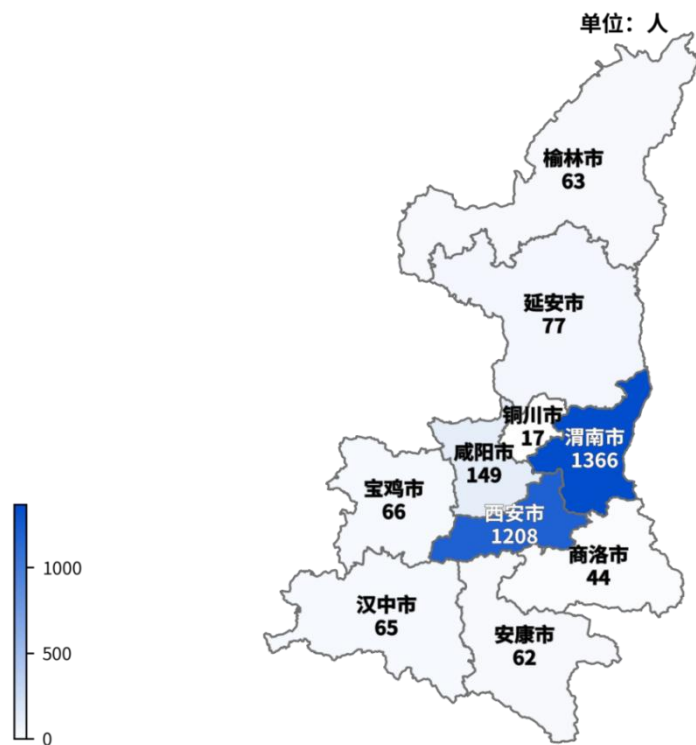 单位：人
榆林市
63
延安市
77
铜川市
17
渭南市
1366
咸阳市
149
宝鸡市
66
西安市
1208
商洛市
44
汉中市
65
安康市
62
1000
500
0